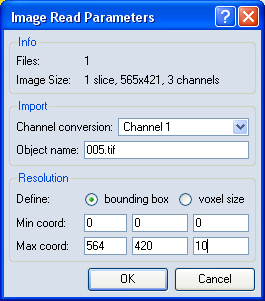 Image Read Parameters
Info
Files: 1
Image Size: 1 slice, 565x421, 3 channels
Import
Channel conversion: Channel 1
Object name: 005.tif
Resolution
Define: bounding box voxel size
Min coord: 0 0 0
Max coord: 564 420 10
OK Cancel